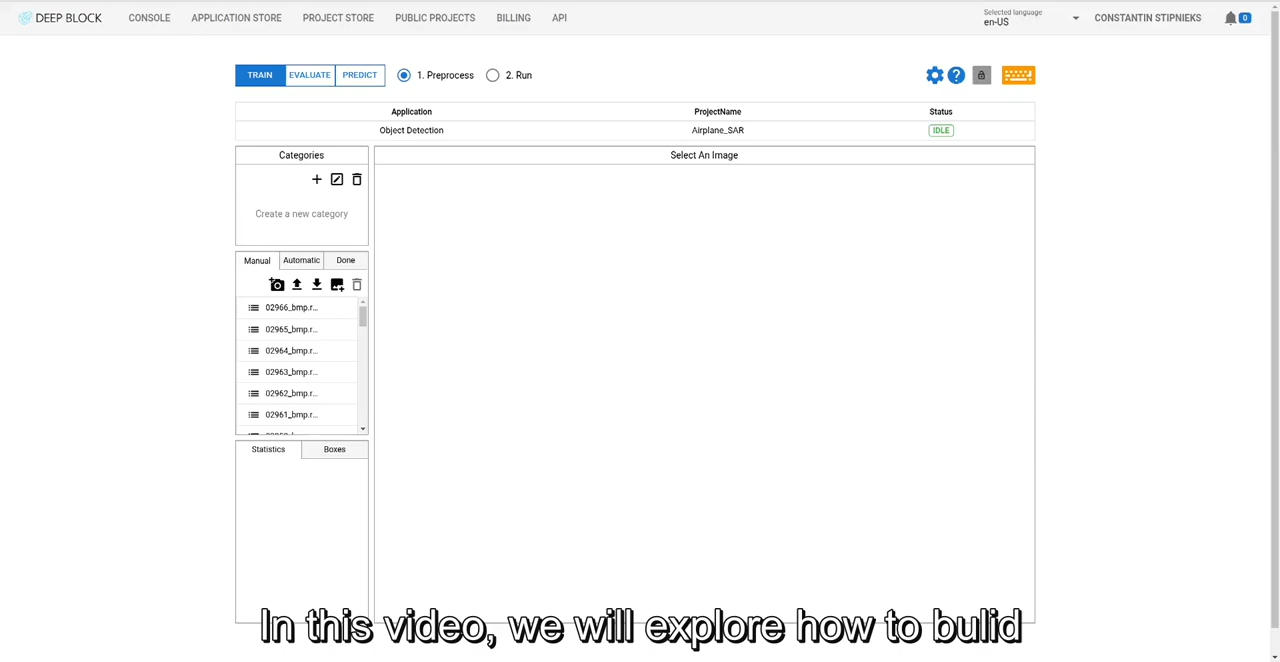 DEEP BLOCK CONSOLE APPLICATION STORE PROJECT STORE PUBLIC PROJECTS BILLING API Selected language en-US CONSTANTIN STIPNIEKS 0
TRAIN EVALUATE PREDICT 1. Preprocess 2. Run
Application ProjectName Status
Object Detection Airplane_SAR IDLE
Categories
Create a new category
Manual Automatic Done
02966_bmp.r...
02965_bmp.r...
02964_bmp.r...
02963_bmp.r...
02962_bmp.r...
02961_bmp.r...
Statistics Boxes
Select An Image
In this video, we will explore how to bulid